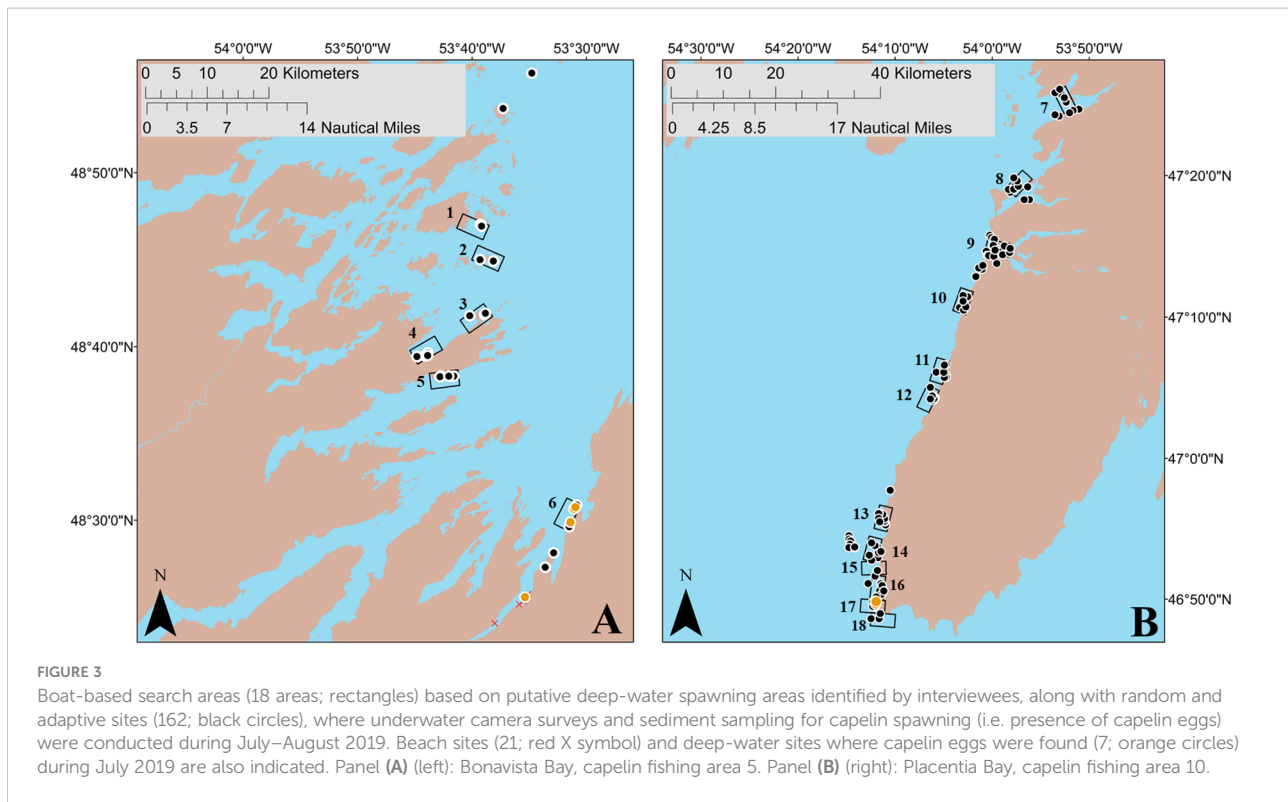 54°0'0"W 53°50'0"W 53°40'0"W 53°30'0"W
0 5 10 20 Kilometers
0 3.5 7 14 Nautical Miles
48°50'0"N
48°40'0"N
48°30'0"N
1
2
3
4
5
6
N
A
54°30'0"W 54°20'0"W 54°10'0"W 54°0'0"W 53°50'0"W
0 10 20 40 Kilometers
0 4.25 8.5 17 Nautical Miles
7
8
47°20'0"N
9
10
47°10'0"N
11
12
47°0'0"N
13
14
15
16
46°50'0"N
17
18
N
B
FIGURE 3
Boat-based search areas (18 areas; rectangles) based on putative deep-water spawning areas identified by interviewees, along with random and
adaptive sites (162; black circles), where underwater camera surveys and sediment sampling for capelin spawning (i.e. presence of capelin eggs)
were conducted during July–August 2019. Beach sites (21; red X symbol) and deep-water sites where capelin eggs were found (7; orange circles)
during July 2019 are also indicated. Panel (A) (left): Bonavista Bay, capelin fishing area 5. Panel (B) (right): Placentia Bay, capelin fishing area 10.